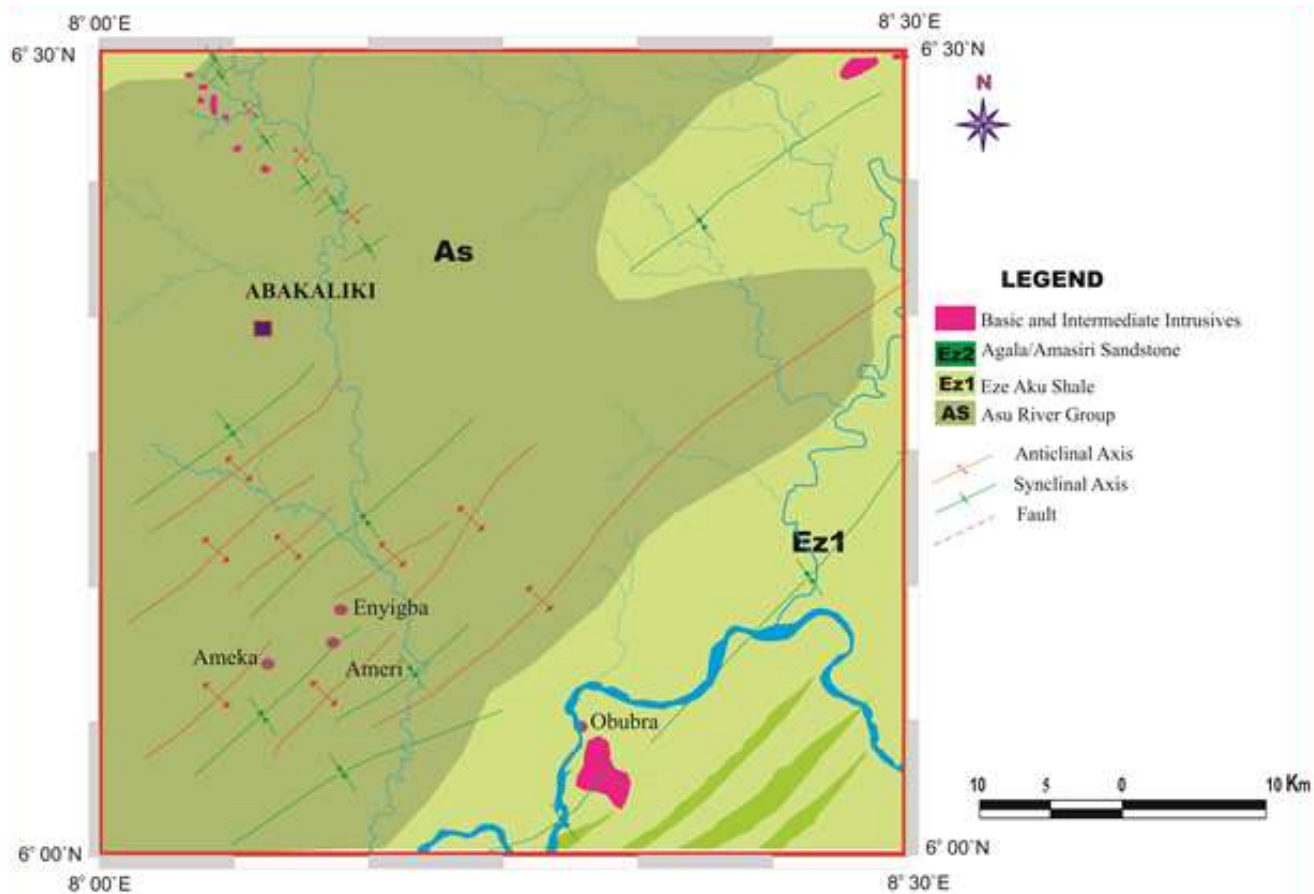 8° 00´E
8° 30´E
6° 30´N
6° 30´N
N
As
ABAKALIKI
LEGEND
Basic and Intermediate Intrusives
Ez2 Agala/Amasiri Sandstone
Ez1 Eze Aku Shale
AS Asu River Group
Anticlinal Axis
Synclinal Axis
Fault
Ez1
Enyigba
Ameka
Ameri
Obubra
10 5 0 10 Km
6° 00´N
6° 00´N
8° 00´E
8° 30´E